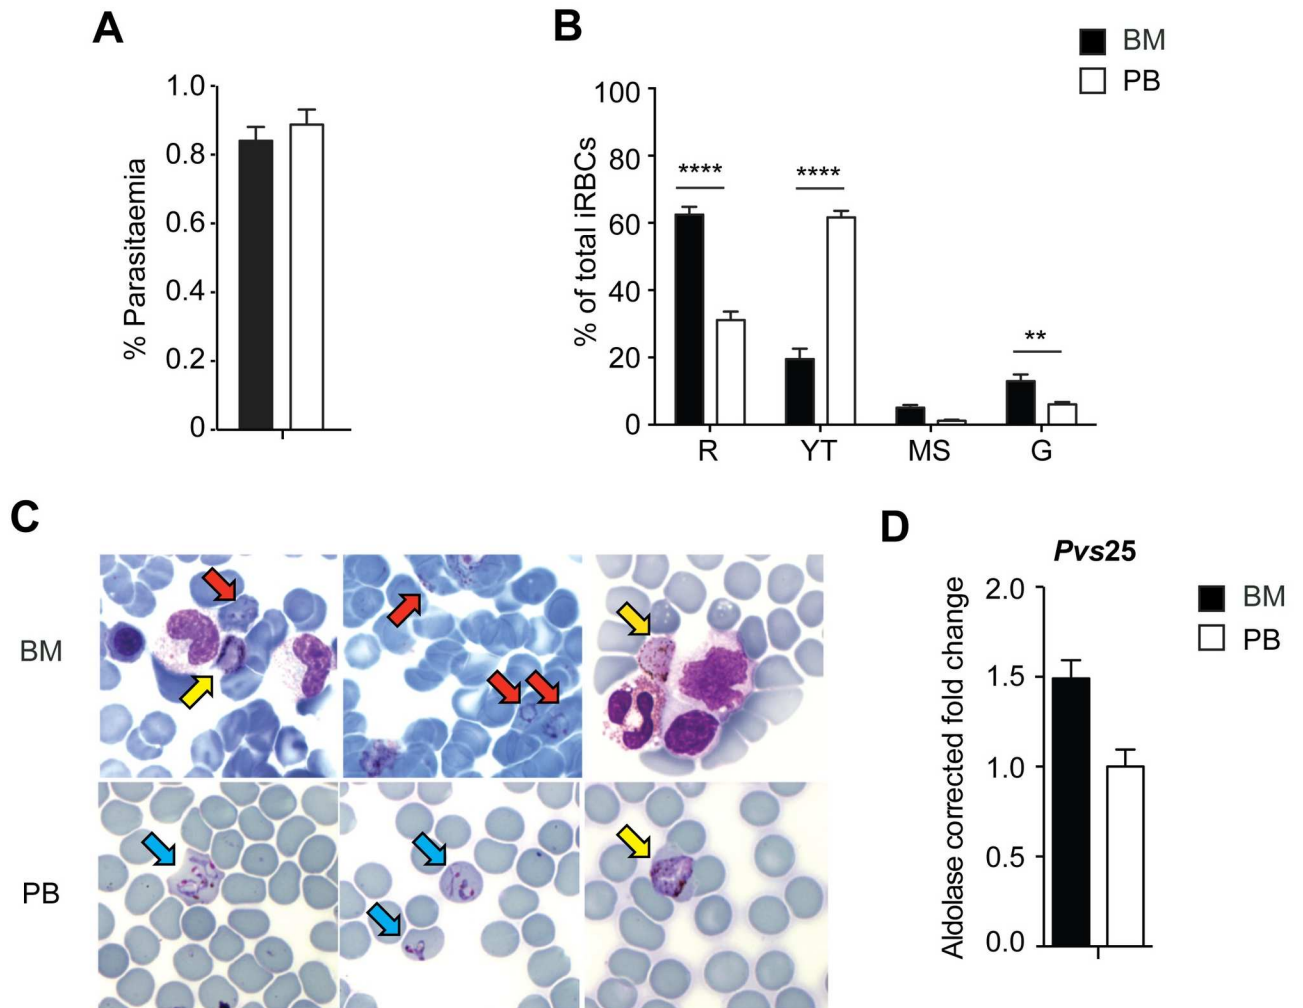 A
% Parasitaemia
1.0
0.8
0.6
0.4
0.2
0
B
BM
PB
% of total iRBCs
100
80
60
40
20
0
****
****
**
R YT MS G
C
BM
PB
D
Pvs25
Aldolase corrected fold change
2.0
1.5
1.0
0.5
0.0
BM
PB